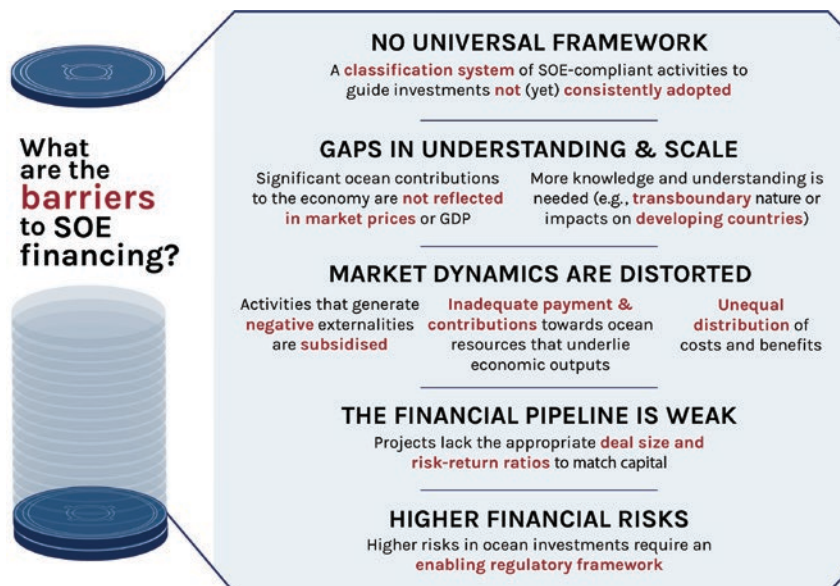 What
are the
barriers
to SOE
financing?
NO UNIVERSAL FRAMEWORK
A classification system of SOE-compliant activities to
guide investments not (yet) consistently adopted
GAPS IN UNDERSTANDING & SCALE
Significant ocean contributions
to the economy are not reflected
in market prices or GDP
More knowledge and understanding is
needed (e.g., transboundary nature or
impacts on developing countries)
MARKET DYNAMICS ARE DISTORTED
Activities that generate
negative externalities
are subsidised
Inadequate payment &
contributions towards ocean
resources that underlie
economic outputs
Unequal
distribution of
costs and benefits
THE FINANCIAL PIPELINE IS WEAK
Projects lack the appropriate deal size and
risk-return ratios to match capital
HIGHER FINANCIAL RISKS
Higher risks in ocean investments require an
enabling regulatory framework